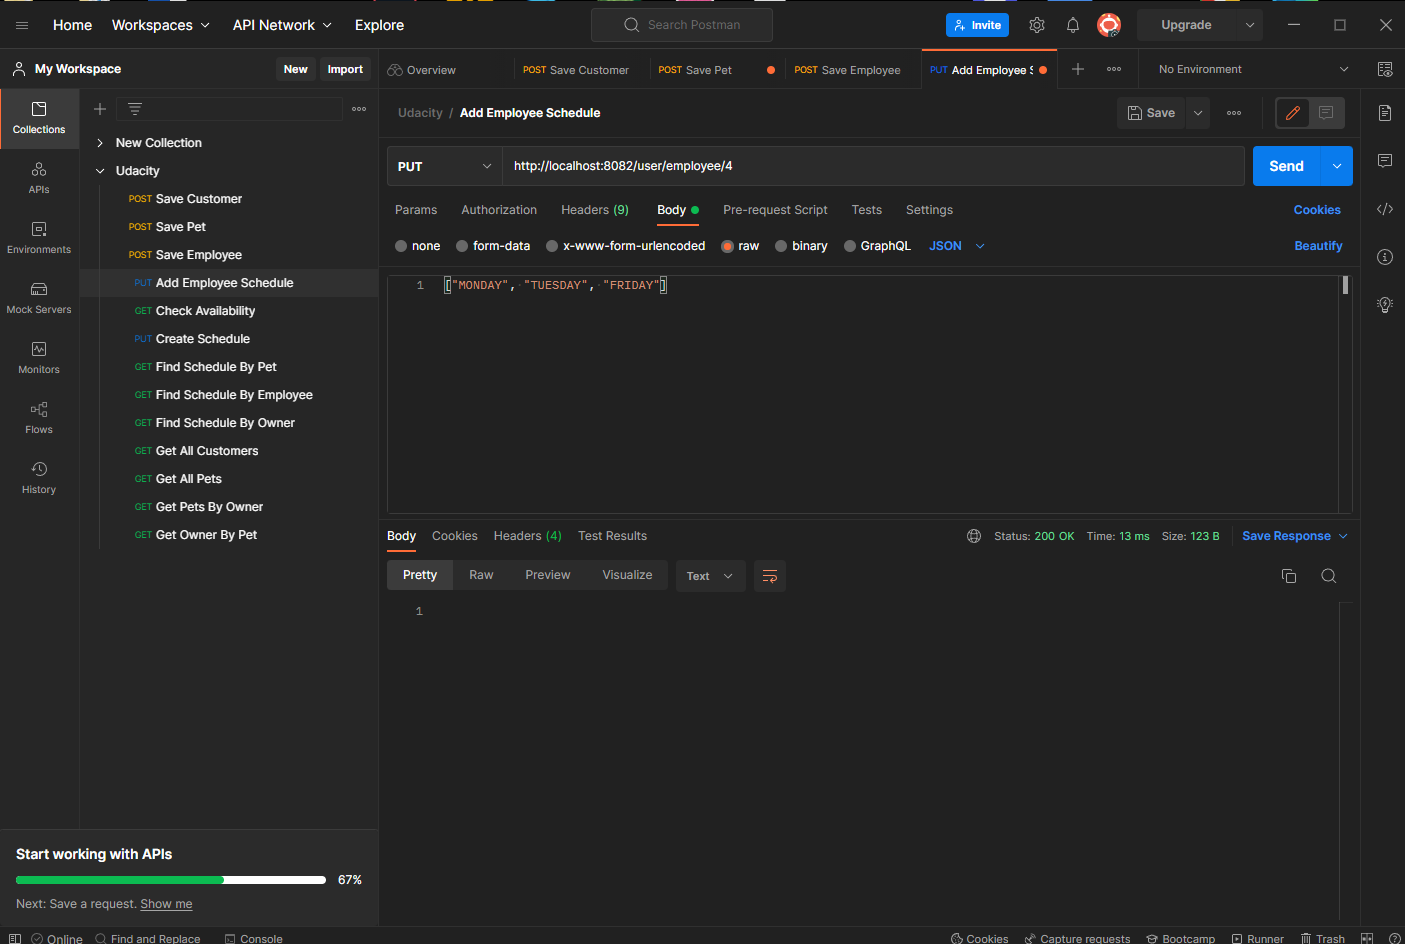 Home Workspaces API Network Explore Search Postman Invite Upgrade
My Workspace New Import Overview POST Save Customer POST Save Pet POST Save Employee PUT Add Employee S No Environment
Collections
APIs
Environments
Mock Servers
Monitors
Flows
History
New Collection
Udacity
POST Save Customer
POST Save Pet
POST Save Employee
PUT Add Employee Schedule
GET Check Availability
PUT Create Schedule
GET Find Schedule By Pet
GET Find Schedule By Employee
GET Find Schedule By Owner
GET Get All Customers
GET Get All Pets
GET Get Pets By Owner
GET Get Owner By Pet
Udacity / Add Employee Schedule Save
PUT http://localhost:8082/user/employee/4 Send
Params Authorization Headers (9) Body Pre-request Script Tests Settings Cookies
none form-data x-www-form-urlencoded raw binary GraphQL JSON Beautify
1 ["MONDAY", "TUESDAY", "FRIDAY"]
Body Cookies Headers (4) Test Results Status: 200 OK Time: 13 ms Size: 123 B Save Response
Pretty Raw Preview Visualize Text
1
Start working with APIs
67%
Next: Save a request. Show me
Online Find and Replace Console Cookies Capture requests Bootcamp Runner Trash